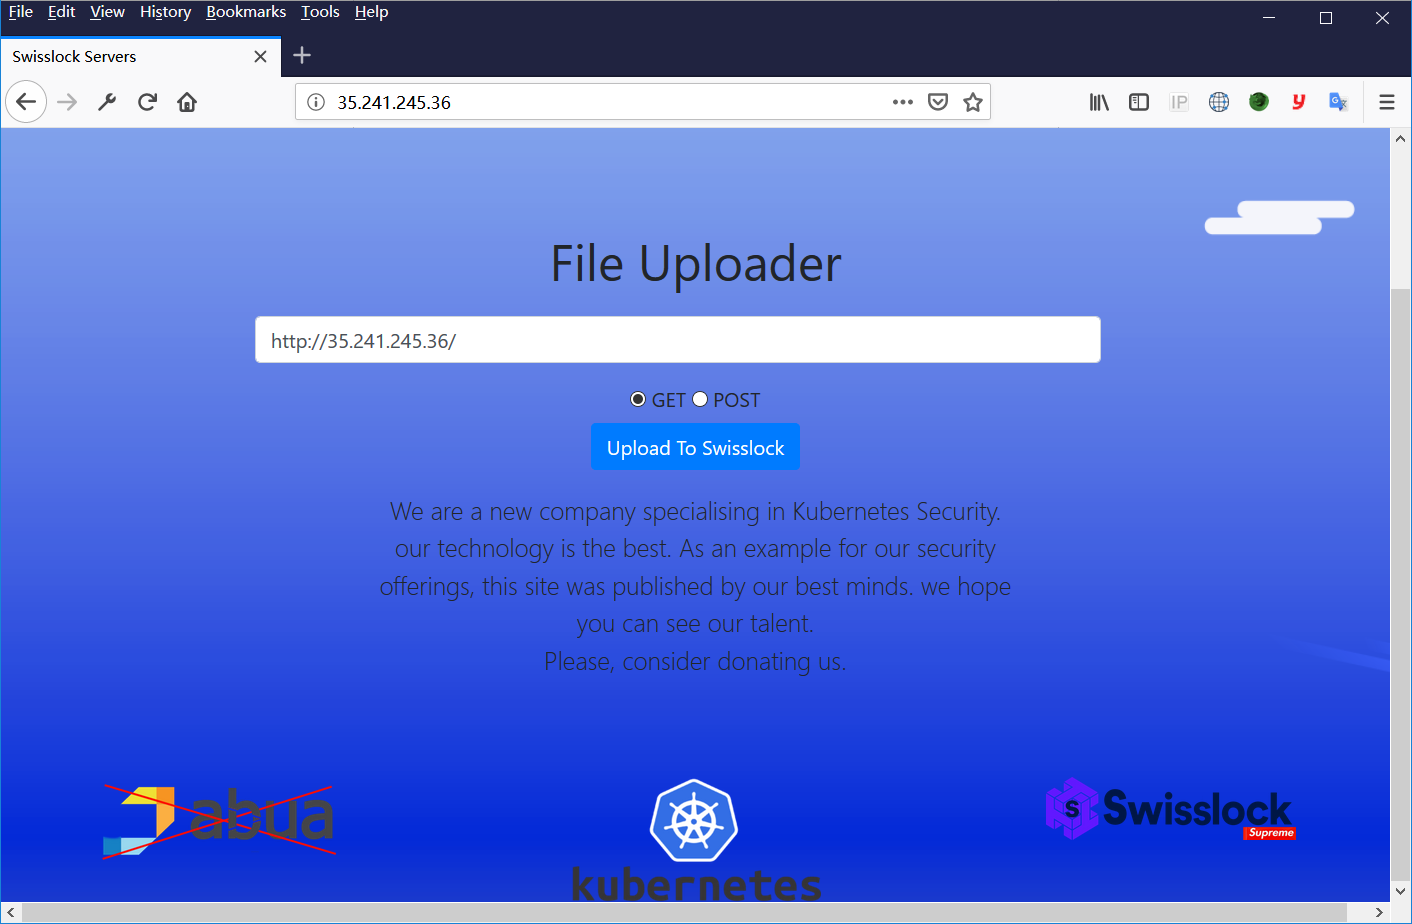 File Edit View History Bookmarks Tools Help
Swisslock Servers
35.241.245.36
IP
File Uploader
http://35.241.245.36/
GET POST
Upload To Swisslock
We are a new company specialising in Kubernetes Security.
our technology is the best. As an example for our security
offerings, this site was published by our best minds. we hope
you can see our talent.
Please, consider donating us.
abua
kubernetes
S Swisslock
Supreme